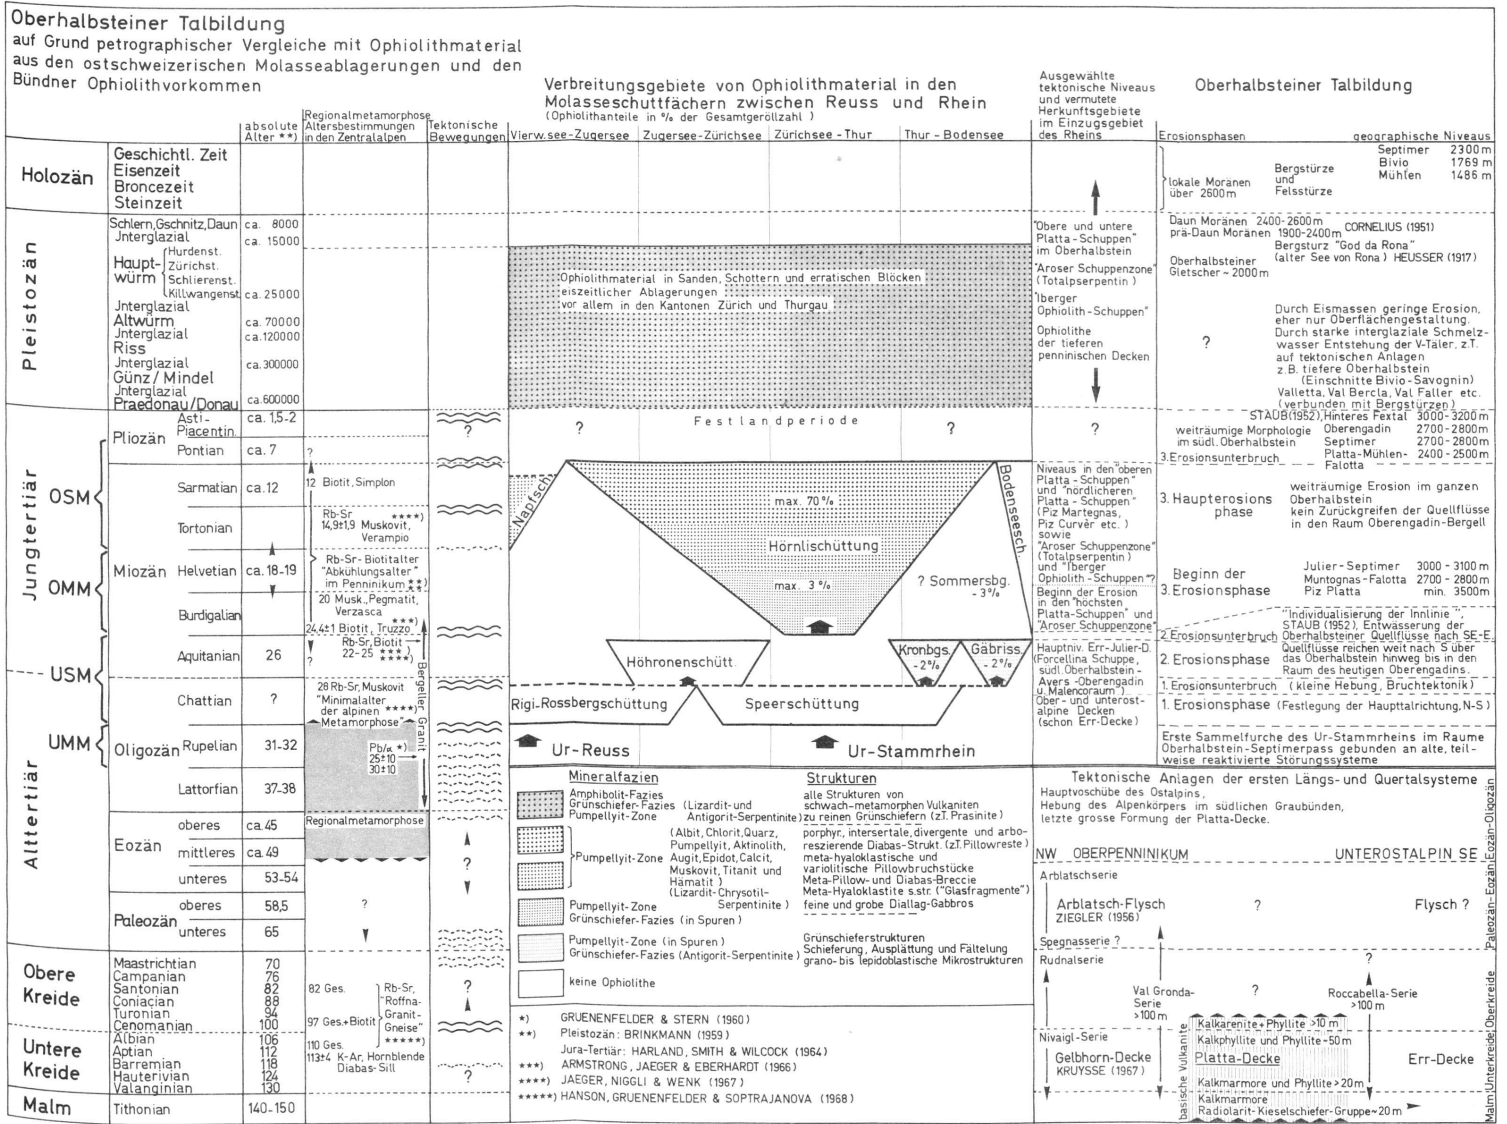 Oberhalbsteiner Talbildung
auf Grund petrographischer Vergleiche mit Ophiolithmaterial
aus den ostschweizerischen Molasseablagerungen und den
Bündner Ophiolithvorkommen
absolute
Alter **)
Regionalmetamorphose
Altersbestimmungen
in den Zentralalpen
Tektonische
Bewegungen
Verbreitungsgebiete von Ophiolithmaterial in den
Molasseschuttfächern zwischen Reuss und Rhein
(Ophiolithanteile in % der Gesamtgeröllzahl)
Vierw.see-Zugersee
Zugersee-Zürichsee
Zürichsee - Thur
Thur - Bodensee
Ausgewählte
tektonische Niveaus
und vermutete
Herkunftsgebiete
im Einzugsgebiet
des Rheins
Oberhalbsteiner Talbildung
Erosionsphasen
geographische Niveaus
Holozän
Geschichtl. Zeit
Eisenzeit
Broncezeit
Steinzeit
lokale Moränen
über 2600m
Bergstürze
und
Felsstürze
Septimer 2300 m
Bivio 1769 m
Mühlen 1486 m
Pleistozän
Schlern,Gschnitz,Daun ca. 8000
Jnterglazial ca. 15000
Haupt-
würm
Hurdenst.
Zürichst.
Schlierenst.
Killwangenst. ca. 25000
Jnterglazial
Altwürm ca. 70000
Jnterglazial ca. 120000
Riss
Jnterglazial ca. 300000
Günz / Mindel
Jnterglazial ca. 600000
Praedonau/Donau
Ophiolithmaterial in Sanden, Schottern und erratischen Blöcken
eiszeitlicher Ablagerungen
vor allem in den Kantonen Zürich und Thurgau
"Obere und untere
Platta - Schuppen"
im Oberhalbstein
"Aroser Schuppenzone"
(Totalpserpentin)
"Iberger
Ophiolith-Schuppen"
Ophiolithe
der tieferen
penninischen Decken
Daun Moränen 2400-2600m
prä-Daun Moränen 1900-2400m CORNELIUS (1951)
Bergsturz "God da Rona"
(alter See von Rona) HEUSSER (1917)
Oberhalbsteiner
Gletscher ~ 2000m
?
Durch Eismassen geringe Erosion,
eher nur Oberflächengestaltung.
Durch starke interglaziale Schmelz-
wasser Entstehung der V-Täler, z.T.
auf tektonischen Anlagen
z.B. tiefere Oberhalbstein
(Einschnitte Bivio-Savognin)
Valletta, Val Bercla, Val Faller etc.
(verbunden mit Bergstürzen)
Jungtertiär
OSM
OMM
Pliozän
Asti-
Piacentin. ca. 1,5-2
Pontian ca. 7
?
?
Festlandperiode
?
?
?
STAUB(1952), Hinteres Fextal 3000-3200m
weiträumige Morphologie
im südl. Oberhalbstein
Oberengadin 2700-2800m
Septimer 2700-2800m
Platta-Mühlen- 2400-2500m
Falotta
3.Erosionsunterbruch
Miozän
Sarmatian ca.12
12 Biotit, Simplon
Tortonian
Rb-Sr ****)
14,9±1,9 Muskovit,
Verampio
Helvetian ca.18-19
Rb-Sr-Biotitalter
"Abkühlungsalter"
im Penninikum **)
Burdigalian
20 Musk., Pegmatit,
Verzasca
***)
24,4±1 Biotit, Truzzo
Aquitanian 26
Rb-Sr, Biotit
22-25 ***)
****)
?
Napfsch.
max. 70%
Hörnlischüttung
max. 3%
Bodenseesch.
? Sommersbg.
- 3%
Höhronenschütt.
Kronbgs.
- 2%
Gäbriss.
- 2%
Niveaus in den "oberen
Platta - Schuppen"
und "nördlicheren
Platta - Schuppen"
(Piz Martegnas,
Piz Curvèr etc.)
sowie
"Aroser Schuppenzone"
(Totalpserpentin)
und "Iberger
Ophiolith-Schuppen"?
Beginn der Erosion
in den "höchsten
Platta-Schuppen" und
"Aroser Schuppenzone"
Hauptniv. Err-Julier-D.
(Forcellina Schuppe,
südl.Oberhalbstein -
Avers -Oberengadin
u. Malencoraum")
Ober- und unterost-
alpine Decken
(schon Err-Decke)
3. Haupterosions
phase
weiträumige Erosion im ganzen
Oberhalbstein
kein Zurückgreifen der Quellflüsse
in den Raum Oberengadin-Bergell
Beginn der
3. Erosionsphase
Julier-Septimer 3000 - 3100m
Muntognas-Falotta 2700 - 2800m
Piz Platta min. 3500m
2.Erosionsunterbruch
"Individualisierung der Innlinie",
STAUB (1952), Entwässerung der
Oberhalbsteiner Quellflüsse nach SE-E.
2. Erosionsphase
Quellflüsse reichen weit nach S über
das Oberhalbstein hinweg bis in den
Raum des heutigen Oberengadins.
1. Erosionsunterbruch (kleine Hebung, Bruchtektonik)
1. Erosionsphase (Festlegung der Haupttalrichtung, N-S)
Erste Sammelfurche des Ur-Stammrheins im Raume
Oberhalbstein-Septimerpass gebunden an alte, teil-
weise reaktivierte Störungssysteme
Alttertiär
USM
UMM
Oligozän
Chattian ?
28 Rb-Sr, Muskovit
"Minimalalter
der alpinen ****)
Metamorphose"
Rupelian 31-32
Pb/α *)
25±10
30±10
Lattorfian 37-38
Bergeller Granit
Rigi-Rossbergschüttung
Speerschüttung
Ur-Reuss
Ur-Stammrhein
Eozän
oberes ca.45
mittleres ca.49
unteres 53-54
Regionalmetamorphose
?
Paleozän
oberes 58,5
unteres 65
?
Mineralfazien
Strukturen
Amphibolit-Fazies
Grünschiefer-Fazies (Lizardit-und
Pumpellyit-Zone Antigorit-Serpentinite)
alle Strukturen von
schwach-metamorphen Vulkaniten
zu reinen Grünschiefern (z.T. Prasinite)
Pumpellyit-Zone
(Albit, Chlorit, Quarz,
Pumpellyit, Aktinolith,
Augit, Epidot, Calcit,
Muskovit, Titanit und
Hämatit)
(Lizardit-Chrysotil-
Serpentinite)
porphyr., intersertale, divergente und arbo-
reszierende Diabas-Strukt. (z.T. Pillowreste)
meta-hyaloklastische und
variolitische Pillowbruchstücke
Meta-Pillow- und Diabas-Breccie
Meta-Hyaloklastite s.str. ("Glasfragmente")
feine und grobe Diallag-Gabbros
Pumpellyit-Zone
Grünschiefer-Fazies (in Spuren)
Pumpellyit-Zone (in Spuren)
Grünschiefer-Fazies (Antigorit-Serpentinite)
Grünschieferstrukturen
Schieferung, Ausplättung und Fältelung
grano- bis lepidoblastische Mikrostrukturen
keine Ophiolithe
Tektonische Anlagen der ersten Längs- und Quertalsysteme
Hauptvoschübe des Ostalpins,
Hebung des Alpenkörpers im südlichen Graubünden,
letzte grosse Formung der Platta-Decke.
NW OBERPENNINIKUM
UNTEROSTALPIN SE
Arblatschserie
Arblatsch-Flysch
ZIEGLER (1956)
?
Flysch ?
Spegnasserie ?
Rudnalserie
?
Val Gronda-
Serie
>100 m
?
Roccabella-Serie
>100 m
Nivaigl-Serie
Gelbhorn-Decke
KRUYSSE (1967)
basische Vulkanite
Kalkarenite + Phyllite >10 m
Kalkphyllite und Phyllite ~50 m
Platta-Decke
Kalkmarmore und Phyllite >20m
Kalkmarmore
Radiolarit-Kieselschiefer-Gruppe ~20 m
Err-Decke
Malm Unterkreide Oberkreide Paleozän-Eozän Eozän-Oligozän
Obere
Kreide
Maastrichtian 70
Campanian 76
Santonian 82
Coniacian 88
Turonian 94
Cenomanian 100
82 Ges.
97 Ges.+Biotit
110 Ges.
113±4 K-Ar, Hornblende
Diabas-Sill
Rb-Sr,
"Roffna-
Granit-
Gneise"
*****)
?
Untere
Kreide
Albian 106
Aptian 112
Barremian 118
Hauterivian 124
Valanginian 130
?
Malm
Tithonian 140-150
*) GRUENENFELDER & STERN (1960)
**) Pleistozän: BRINKMANN (1959)
Jura-Tertiär: HARLAND, SMITH & WILCOCK (1964)
***) ARMSTRONG, JAEGER & EBERHARDT (1966)
****) JAEGER, NIGGLI & WENK (1967)
*****) HANSON, GRUENENFELDER & SOPTRAJANOVA (1968)